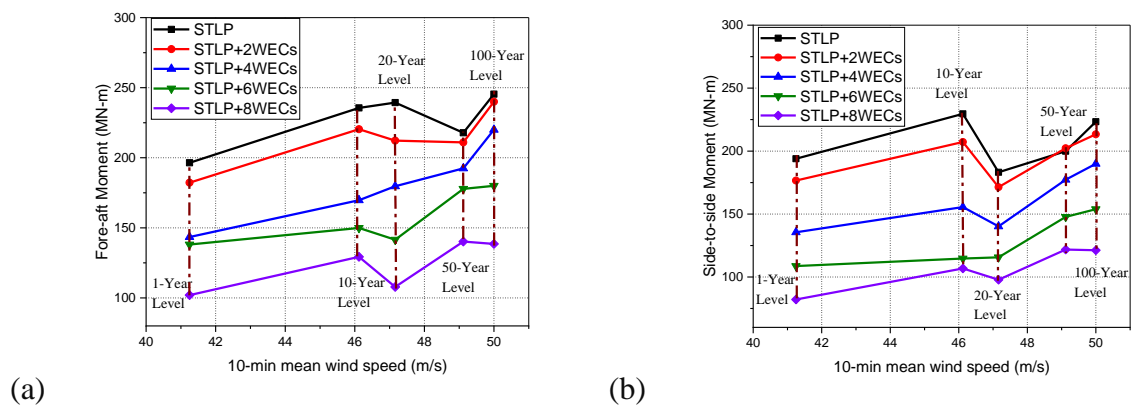 300
250
200
150
100
Fore-aft Moment (MN-m)
STLP
STLP+2WECs
STLP+4WECs
STLP+6WECs
STLP+8WECs
20-Year
Level
100-Year
Level
1-Year
Level
10-Year
Level
50-Year
Level
40 42 44 46 48 50
10-min mean wind speed (m/s)
(a)
300
250
200
150
100
Side-to-side Moment (MN-m)
STLP
STLP+2WECs
STLP+4WECs
STLP+6WECs
STLP+8WECs
10-Year
Level
50-Year
Level
1-Year
Level
20-Year
Level
100-Year
Level
40 42 44 46 48 50
10-min mean wind speed (m/s)
(b)